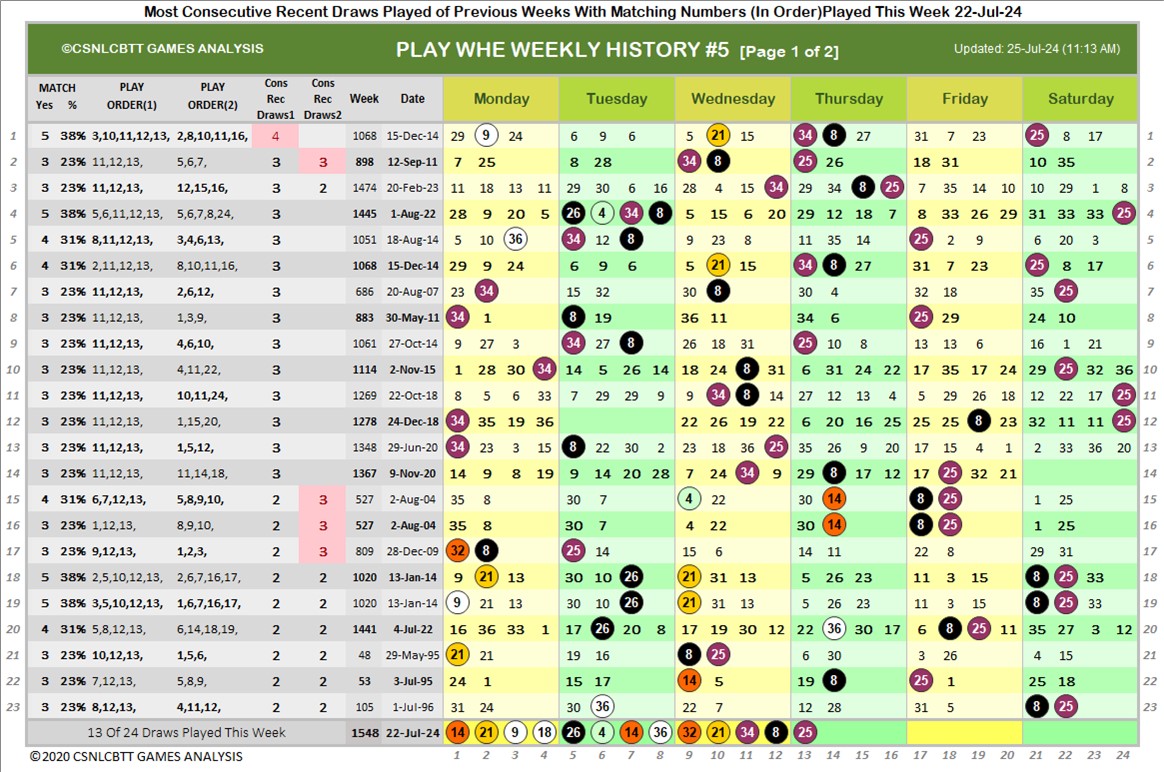 Most Consecutive Recent Draws Played of Previous Weeks With Matching Numbers (In Order)Played This Week 22-Jul-24
©CSNLCBTT GAMES ANALYSIS PLAY WHE WEEKLY HISTORY #5 [Page 1 of 2] Updated: 25-Jul-24 (11:13 AM)
MATCH Yes % PLAY ORDER(1) PLAY ORDER(2) Cons Rec Draws1 Cons Rec Draws2 Week Date Monday Tuesday Wednesday Thursday Friday Saturday
1 5 38% 3,10,11,12,13, 2,8,10,11,16, 4 1068 15-Dec-14 29 9 24 6 9 6 5 21 15 34 8 27 31 7 23 25 8 17 1
2 3 23% 11,12,13, 5,6,7, 3 3 898 12-Sep-11 7 25 8 28 34 8 25 26 18 31 10 35 2
3 3 23% 11,12,13, 12,15,16, 3 2 1474 20-Feb-23 11 18 13 11 29 30 6 16 28 4 15 34 29 34 8 25 7 35 14 10 10 29 1 8 3
4 5 38% 5,6,11,12,13, 5,6,7,8,24, 3 1445 1-Aug-22 28 9 20 5 26 4 34 8 5 15 6 20 29 12 18 7 8 33 26 29 31 33 33 25 4
5 4 31% 8,11,12,13, 3,4,6,13, 3 1051 18-Aug-14 5 10 36 34 12 8 9 23 8 11 35 14 25 2 9 6 20 3 5
6 4 31% 2,11,12,13, 8,10,11,16, 3 1068 15-Dec-14 29 9 24 6 9 6 5 21 15 34 8 27 31 7 23 25 8 17 6
7 3 23% 11,12,13, 2,6,12, 3 686 20-Aug-07 23 34 15 32 30 8 30 4 32 18 35 25 7
8 3 23% 11,12,13, 1,3,9, 3 883 30-May-11 34 1 8 19 36 11 34 6 25 29 24 10 8
9 3 23% 11,12,13, 4,6,10, 3 1061 27-Oct-14 9 27 3 34 27 8 26 18 31 25 10 8 13 13 6 16 1 21 9
10 3 23% 11,12,13, 4,11,22, 3 1114 2-Nov-15 1 28 30 34 14 5 26 14 18 24 8 31 6 31 24 22 17 35 17 24 29 25 32 36 10
11 3 23% 11,12,13, 10,11,24, 3 1269 22-Oct-18 8 5 6 33 7 29 29 9 9 34 8 14 27 12 13 4 5 29 26 18 12 22 17 25 11
12 3 23% 11,12,13, 1,15,20, 3 1278 24-Dec-18 34 35 19 36 22 26 19 22 6 20 16 25 25 25 8 23 32 11 11 25 12
13 3 23% 11,12,13, 1,5,12, 3 1348 29-Jun-20 34 23 3 15 8 22 30 2 23 18 36 25 35 26 9 20 17 15 4 1 2 33 36 20 13
14 3 23% 11,12,13, 11,14,18, 3 1367 9-Nov-20 14 9 8 19 9 14 20 28 7 24 34 9 14 8 17 12 17 25 32 21 14
15 4 31% 6,7,12,13, 5,8,9,10, 2 3 527 2-Aug-04 35 8 30 7 4 22 30 14 8 25 1 25 15
16 3 23% 1,12,13, 8,9,10, 2 3 527 2-Aug-04 35 8 30 7 4 22 30 14 8 25 1 25 16
17 3 23% 9,12,13, 1,2,3, 2 3 809 28-Dec-09 32 8 25 14 15 6 14 11 22 8 29 31 17
18 5 38% 2,5,10,12,13, 2,6,7,16,17, 2 2 1020 13-Jan-14 9 21 13 30 10 26 21 31 13 5 26 23 11 3 15 8 25 33 18
19 5 38% 3,5,10,12,13, 1,6,7,16,17, 2 2 1020 13-Jan-14 9 21 13 30 10 26 21 31 13 5 26 23 11 3 15 8 25 33 19
20 4 31% 5,8,12,13, 6,14,18,19, 2 2 1441 4-Jul-22 16 36 33 1 17 26 20 8 17 19 30 12 22 36 30 17 6 8 25 11 35 27 3 12 20
21 3 23% 10,12,13, 1,5,6, 2 2 48 29-May-95 21 21 19 16 8 25 6 30 3 26 4 15 21
22 3 23% 7,12,13, 5,8,9, 2 2 53 3-Jul-95 24 1 15 17 14 5 19 8 25 1 25 18 22
23 3 23% 8,12,13, 4,11,12, 2 2 105 1-Jul-96 31 24 30 36 22 7 12 28 31 5 8 25 23
13 Of 24 Draws Played This Week 1548 22-Jul-24 14 21 9 18 26 4 14 36 32 21 34 8 25
©2020 CSNLCBTT GAMES ANALYSIS 1 2 3 4 5 6 7 8 9 10 11 12 13 14 15 16 17 18 19 20 21 22 23 24